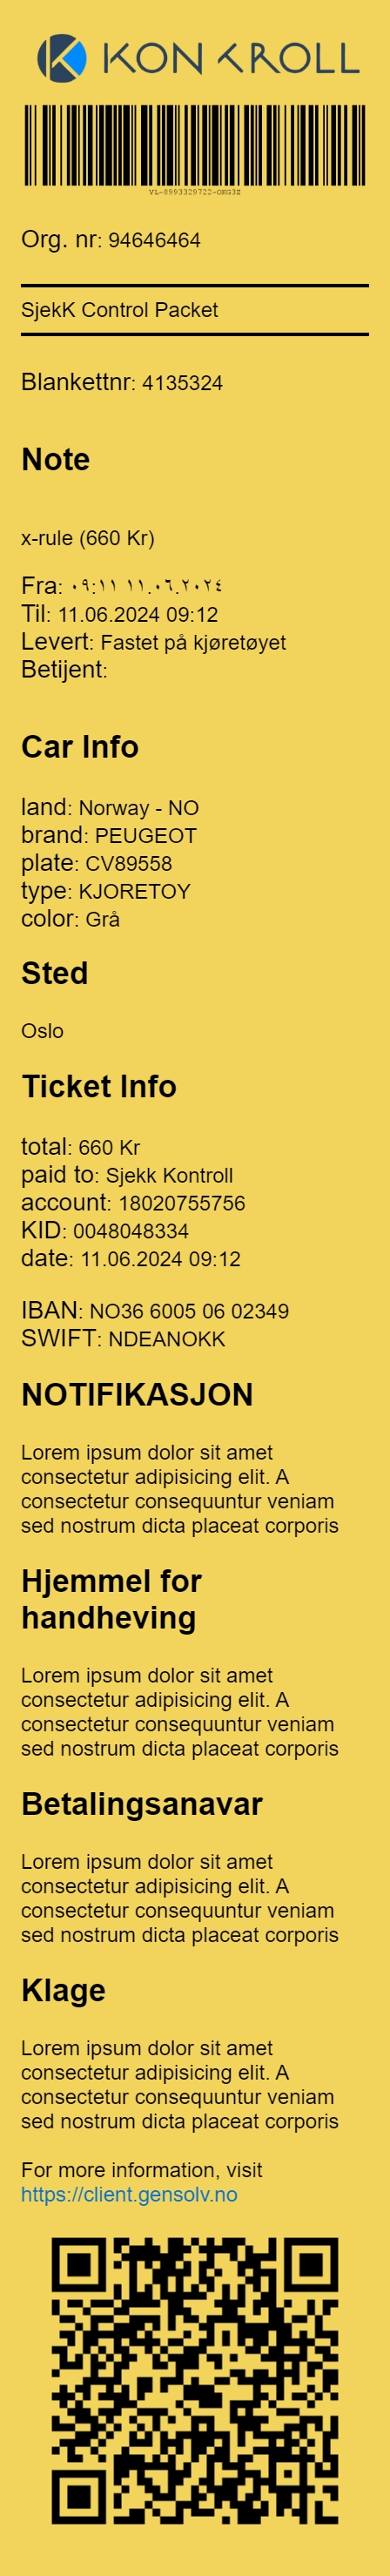 KONTROLL
VL-8993329722-ONG3Z
Org. nr: 94646464
SjekK Control Packet
Blankettnr: 4135324
Note
x-rule (660 Kr)
Fra: ٠٩:١١ ١١.٠٦.٢٠٢٤
Til: 11.06.2024 09:12
Levert: Fastet på kjøretøyet
Betijent:
Car Info
land: Norway - NO
brand: PEUGEOT
plate: CV89558
type: KJORETOY
color: Grå
Sted
Oslo
Ticket Info
total: 660 Kr
paid to: Sjekk Kontroll
account: 18020755756
KID: 0048048334
date: 11.06.2024 09:12
IBAN: NO36 6005 06 02349
SWIFT: NDEANOKK
NOTIFIKASJON
Lorem ipsum dolor sit amet
consectetur adipisicing elit. A
consectetur consequuntur veniam
sed nostrum dicta placeat corporis
Hjemmel for
handheving
Lorem ipsum dolor sit amet
consectetur adipisicing elit. A
consectetur consequuntur veniam
sed nostrum dicta placeat corporis
Betalingsanavar
Lorem ipsum dolor sit amet
consectetur adipisicing elit. A
consectetur consequuntur veniam
sed nostrum dicta placeat corporis
Klage
Lorem ipsum dolor sit amet
consectetur adipisicing elit. A
consectetur consequuntur veniam
sed nostrum dicta placeat corporis
For more information, visit
https://client.gensolv.no